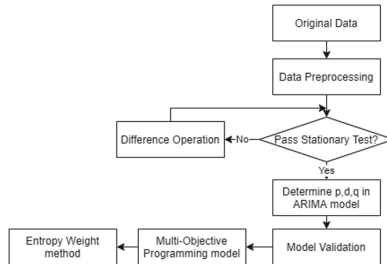 Original Data
Data Preprocessing
Pass Stationary Test?
No
Difference Operation
Yes
Determine p,d,q in
ARIMA model
Model Validation
Multi-Objective
Programming model
Entropy Weight
method